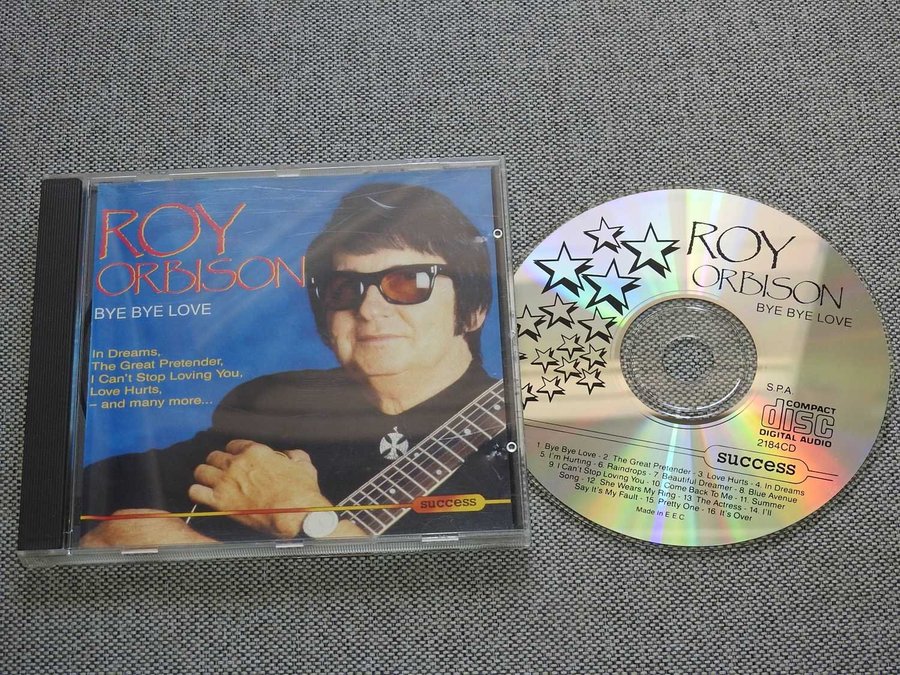 ROY
ORBISON
BYE BYE LOVE
In Dreams,
The Great Pretender,
I Can't Stop Loving You,
Love Hurts,
– and many more...
success
ROY
ORBISON
BYE BYE LOVE
S.P.A
COMPACT
disc
DIGITAL AUDIO
2184CD
success
1. Bye Bye Love · 2. The Great Pretender · 3. Love Hurts · 4. In Dreams
5. I'm Hurting · 6. Raindrops · 7. Beautiful Dreamer · 8. Blue Avenue
9. I Can't Stop Loving You · 10. Come Back To Me · 11. Summer
Song · 12. She Wears My Ring · 13. The Actress · 14. I'll
Say It's My Fault · 15. Pretty One · 16. It's Over
Made in E.E.C.